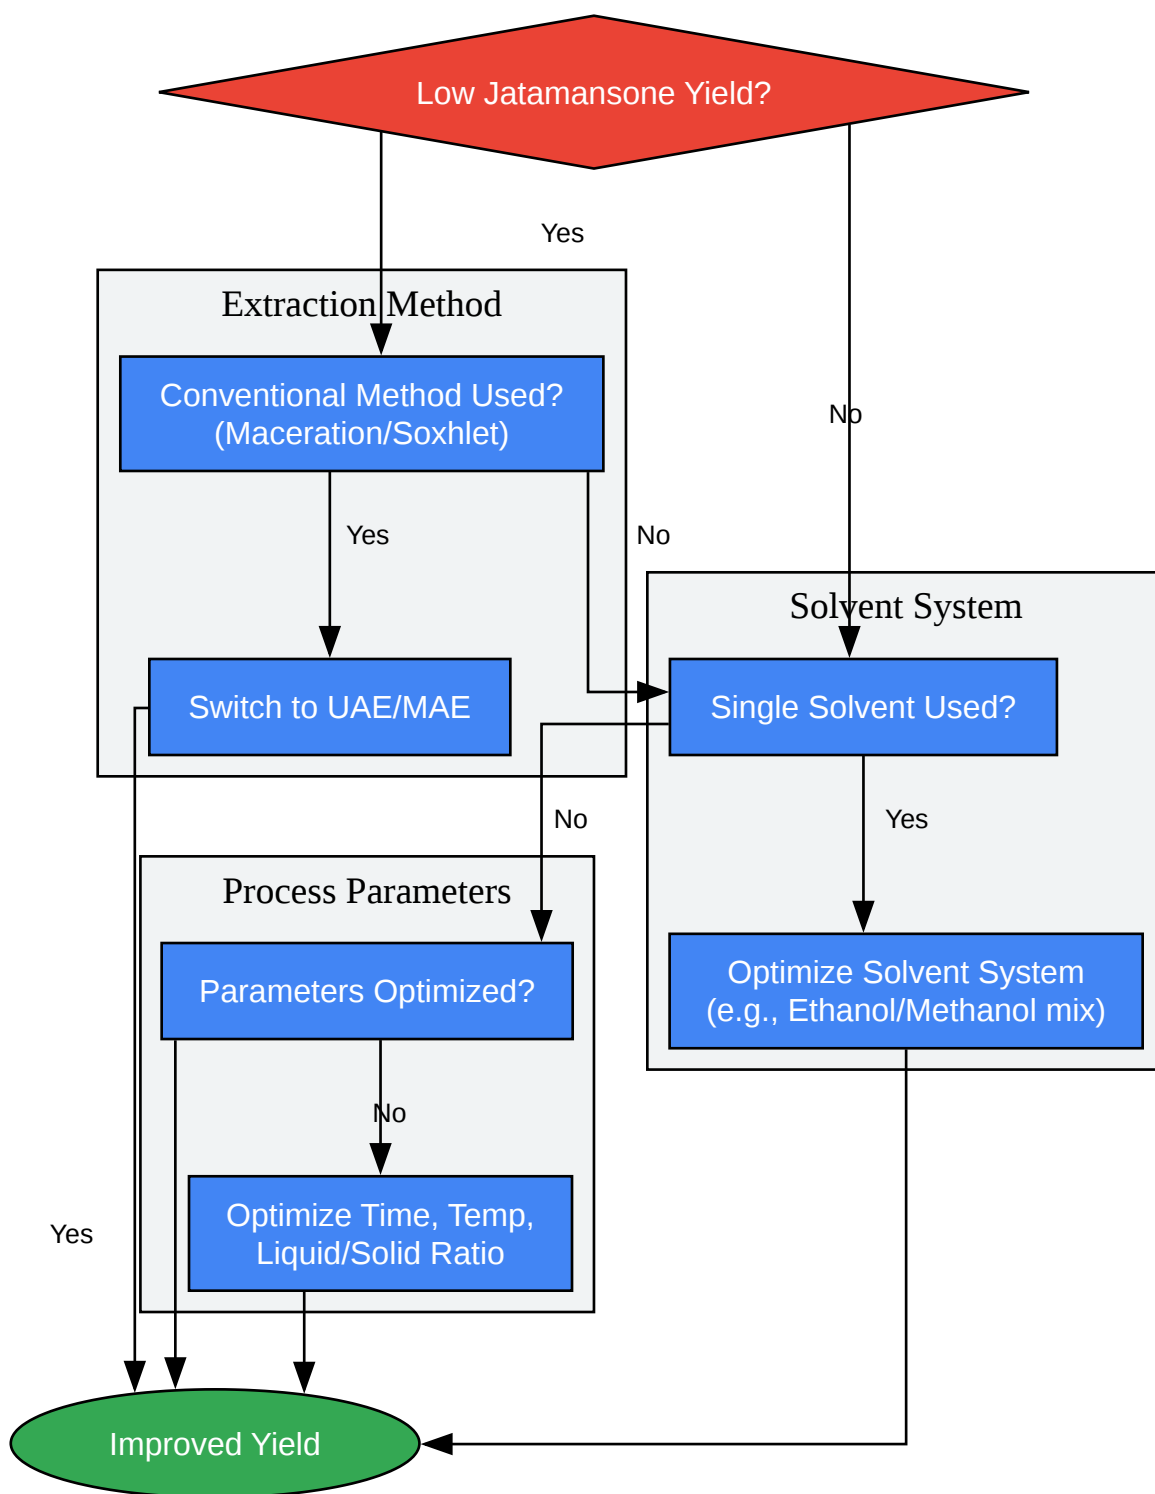 Low Jatamansone Yield?
Yes
Extraction Method
Conventional Method Used?
(Maceration/Soxhlet)
No
Yes
No
Solvent System
Switch to UAE/MAE
Single Solvent Used?
No
Yes
Process Parameters
Parameters Optimized?
Optimize Solvent System
(e.g., Ethanol/Methanol mix)
No
Optimize Time, Temp,
Liquid/Solid Ratio
Yes
Improved Yield